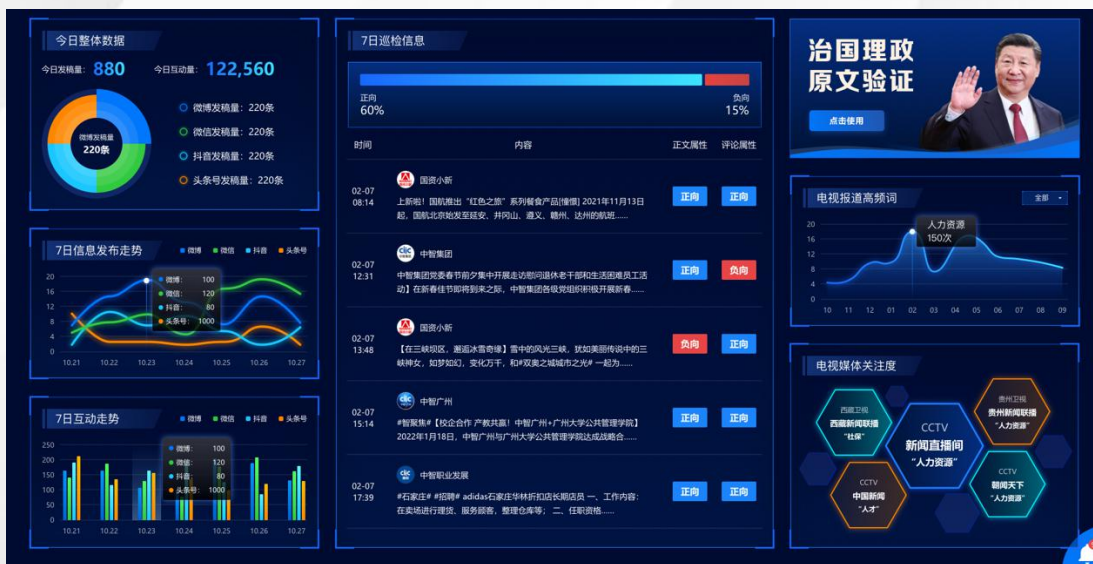 今日整体数据
今日发稿量: 880 今日互动量: 122,560
微博发稿量
220条
微博发稿量: 220条
微信发稿量: 220条
抖音发稿量: 220条
头条号发稿量: 220条
7日信息发布走势
微博 微信 抖音 头条号
20
16
12
8
4
0
微博: 100
微信: 120
抖音: 80
头条号: 1000
10.21 10.22 10.23 10.24 10.25 10.26 10.27
7日互动走势
微博 微信 抖音 头条号
250
200
150
100
50
0
微博: 100
微信: 120
抖音: 80
头条号: 1000
10.21 10.22 10.23 10.24 10.25 10.26 10.27
7日巡检信息
正向 负向
60% 15%
时间 内容 正文属性 评论属性
02-07
08:14
国资小新
上新啦! 国航推出“红色之旅”系列餐食产品[憧憬] 2021年11月13日
起, 国航北京始发至延安、井冈山、遵义、赣州、达州的航班......
正向 正向
02-07
12:31
中智集团
中智集团党委春节前夕集中开展走访慰问退休老干部和生活困难员工活
动】在新春佳节即将到来之际, 中智集团各级党组织积极开展新春......
正向 负向
02-07
13:48
国资小新
【在三峡坝区, 邂逅冰雪奇缘】雪中的风光三峡, 犹如美丽传说中的三
峡神女, 如梦如幻, 变化万千, 和#双奥之城城市之光# 一起为......
负向 正向
02-07
15:14
中智广州
#智聚集#【校企合作 产教共赢! 中智广州+广州大学公共管理学院】
2022年1月18日, 中智广州与广州大学公共管理学院达成战略合......
正向 正向
02-07
17:39
中智职业发展
#石家庄# #招聘# adidas石家庄华林折扣店长期店员 一、工作内容:
在卖场进行理货、服务顾客, 整理仓库等; 二、任职资格......
正向 正向
治国理政
原文验证
点击使用
电视报道高频词
全部
20
16
12
8
4
0
人力资源
150次
10 11 12 01 02 03 04 05 06 07 08 09
电视媒体关注度
西藏卫视
西藏新闻联播
“社保”
CCTV
新闻直播间
“人力资源”
贵州卫视
贵州新闻联播
“人力资源”
CCTV
中国新闻
“人才”
CCTV
朝闻天下
“人力资源”